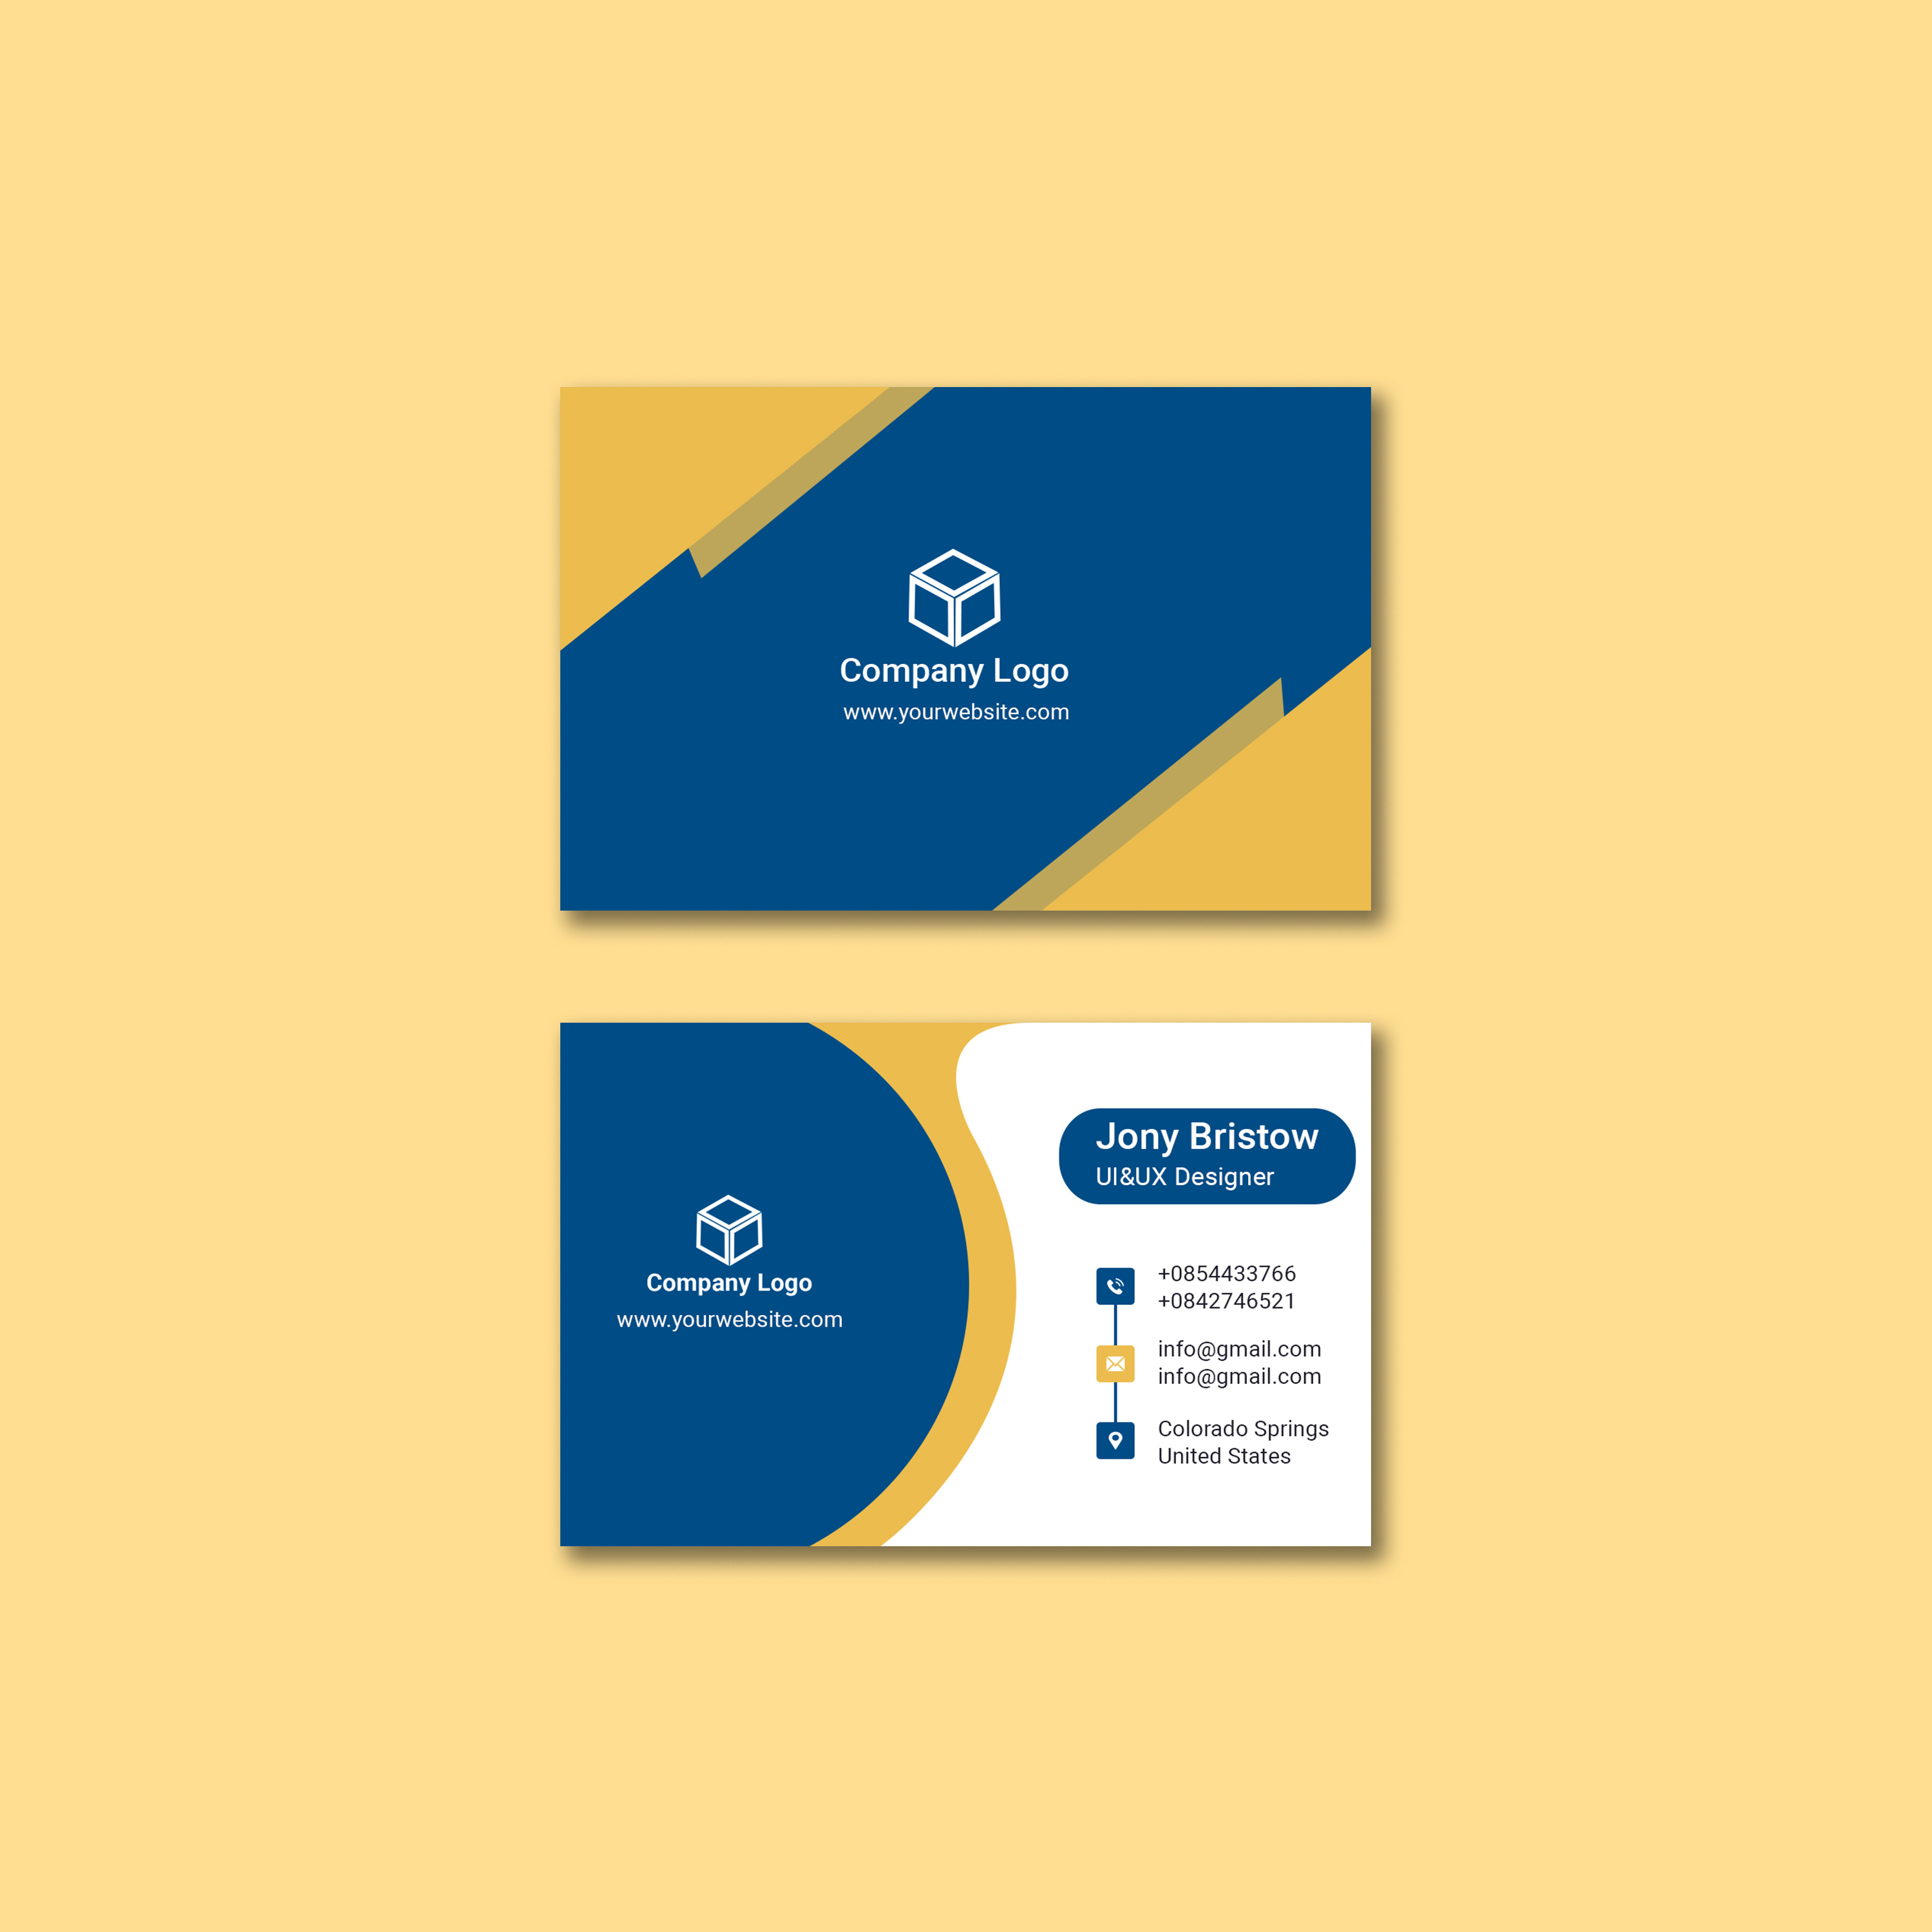 Company Logo
www.yourwebsite.com
Company Logo
www.yourwebsite.com
Jony Bristow
UI&UX Designer
+0854433766
+0842746521
info@gmail.com
info@gmail.com
Colorado Springs
United States